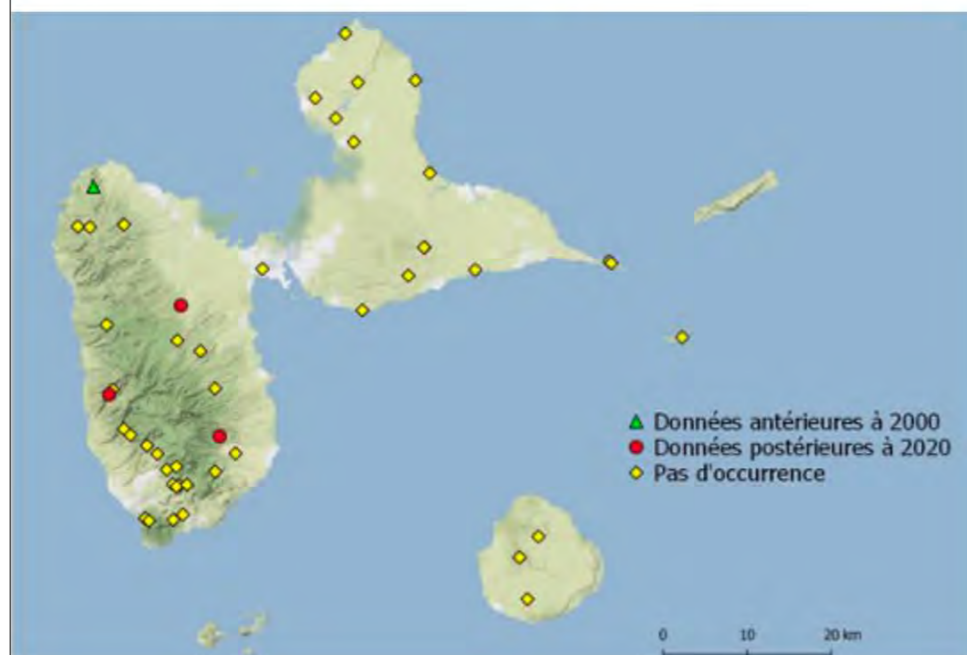 Données antérieures à 2000
Données postérieures à 2020
Pas d'occurrence
0 10 20 km